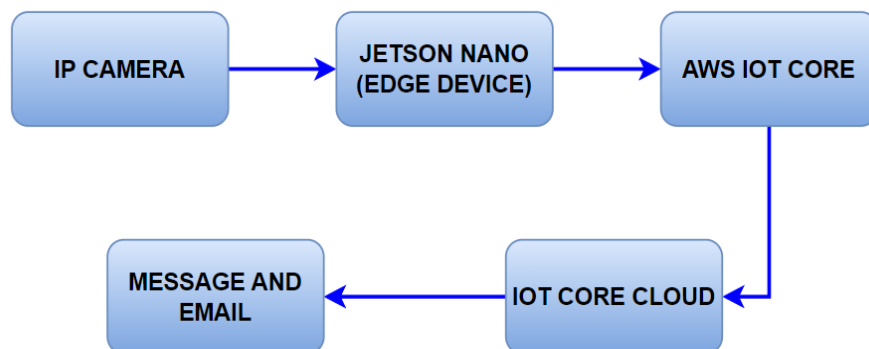 IP CAMERA
JETSON NANO
(EDGE DEVICE)
AWS IOT CORE
MESSAGE AND
EMAIL
IOT CORE CLOUD